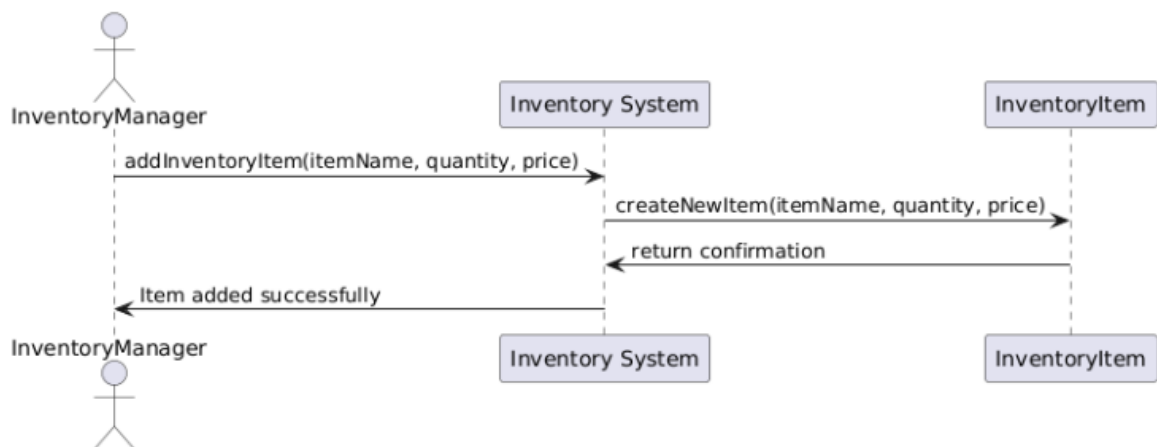 InventoryManager
Inventory System
InventoryItem
addInventoryItem(itemName, quantity, price)
createNewItem(itemName, quantity, price)
return confirmation
Item added successfully
InventoryManager
Inventory System
InventoryItem